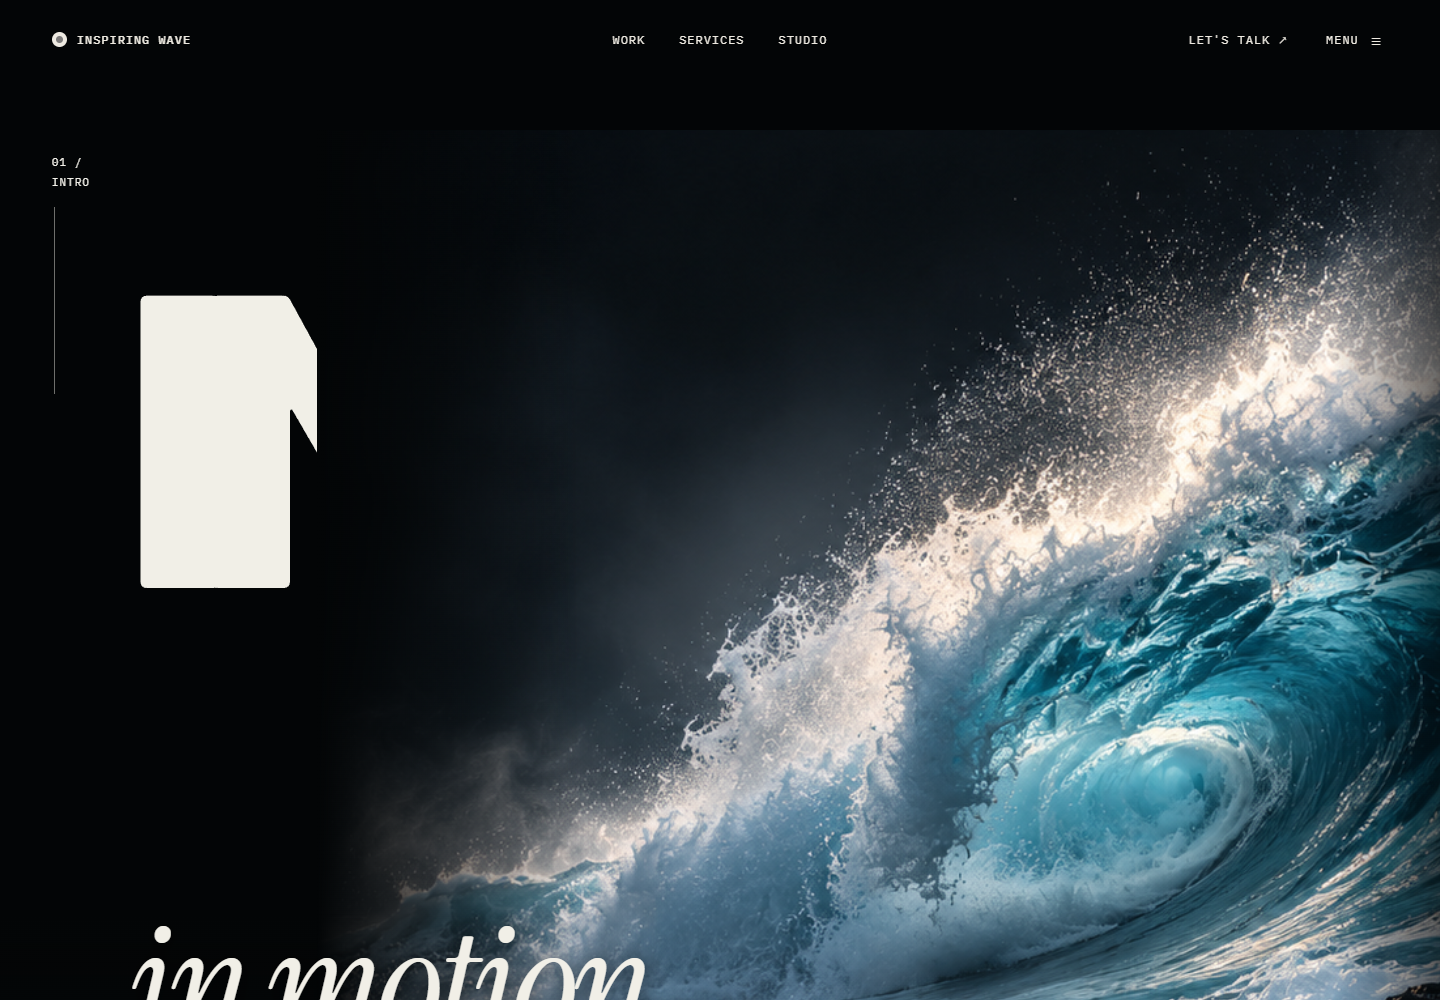 INSPIRING WAVE
WORK SERVICES STUDIO
LET'S TALK ↗ MENU
01 /
INTRO
in motion